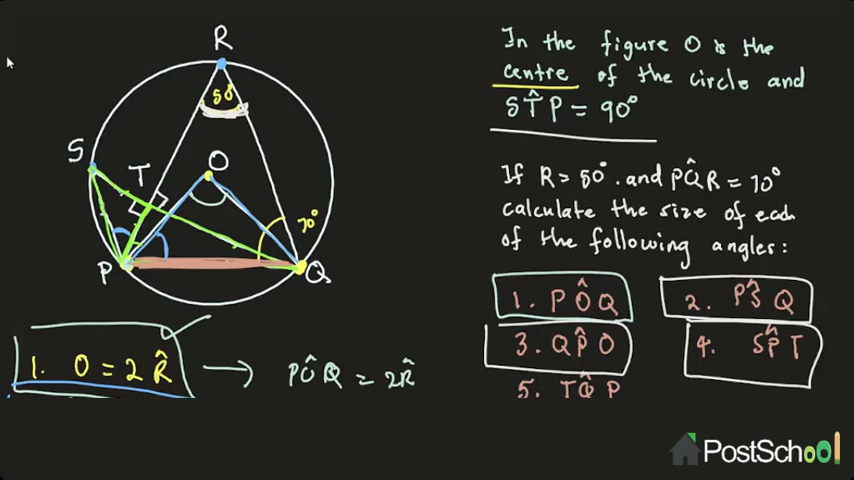 R
50°
S
T
O
70°
P
Q
In the figure O is the
centre of the circle and
ST̂P = 90°
If R = 50° and PQ̂R = 70°
calculate the size of each
of the following angles:
1. PÔQ
2. PŜQ
3. QP̂O
4. SP̂T
5. TQ̂P
1. O = 2R̂ → PÔQ = 2R̂
PostSchool